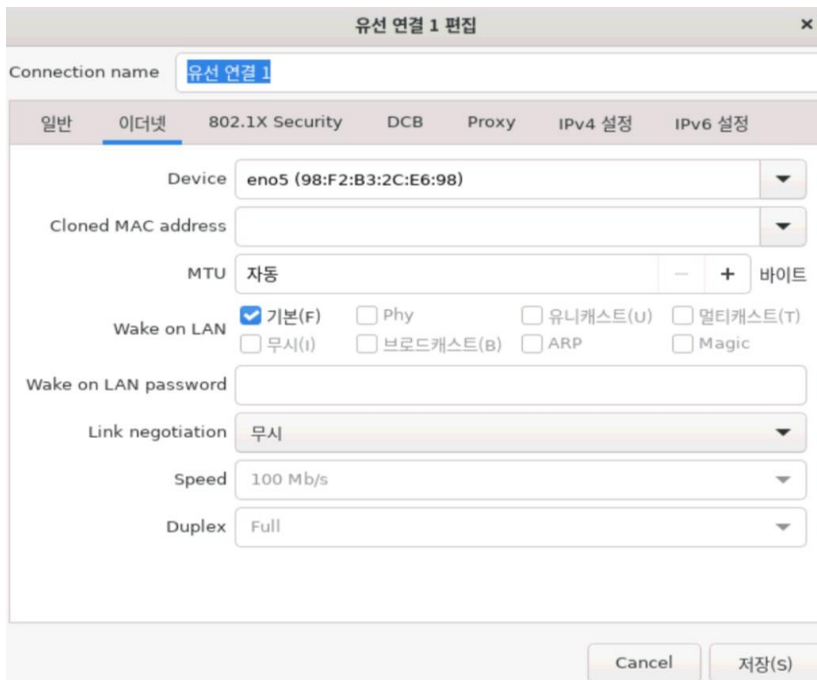 유선 연결 1 편집 ×
Connection name 유선 연결 1
일반 이더넷 802.1X Security DCB Proxy IPv4 설정 IPv6 설정
Device eno5 (98:F2:B3:2C:E6:98)
Cloned MAC address
MTU 자동 − + 바이트
기본(F) Phy 유니캐스트(U) 멀티캐스트(T)
Wake on LAN
무시(I) 브로드캐스트(B) ARP Magic
Wake on LAN password
Link negotiation 무시
Speed 100 Mb/s
Duplex Full
Cancel 저장(S)